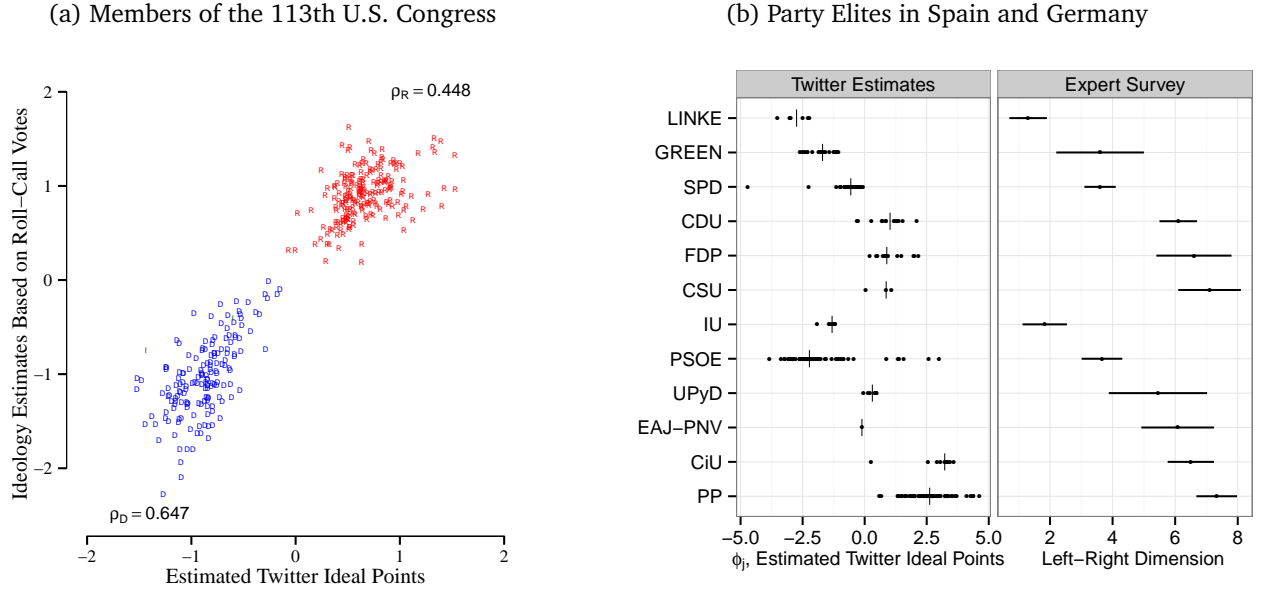 (a) Members of the 113th U.S. Congress
Ideology Estimates Based on Roll−Call Votes
2
1
0
−1
−2
ρR = 0.448
ρD = 0.647
−2 −1 0 1 2
Estimated Twitter Ideal Points
(b) Party Elites in Spain and Germany
Twitter Estimates Expert Survey
LINKE
GREEN
SPD
CDU
FDP
CSU
IU
PSOE
UPyD
EAJ−PNV
CiU
PP
−5.0 −2.5 0.0 2.5 5.0 2 4 6 8
ϕj, Estimated Twitter Ideal Points Left−Right Dimension